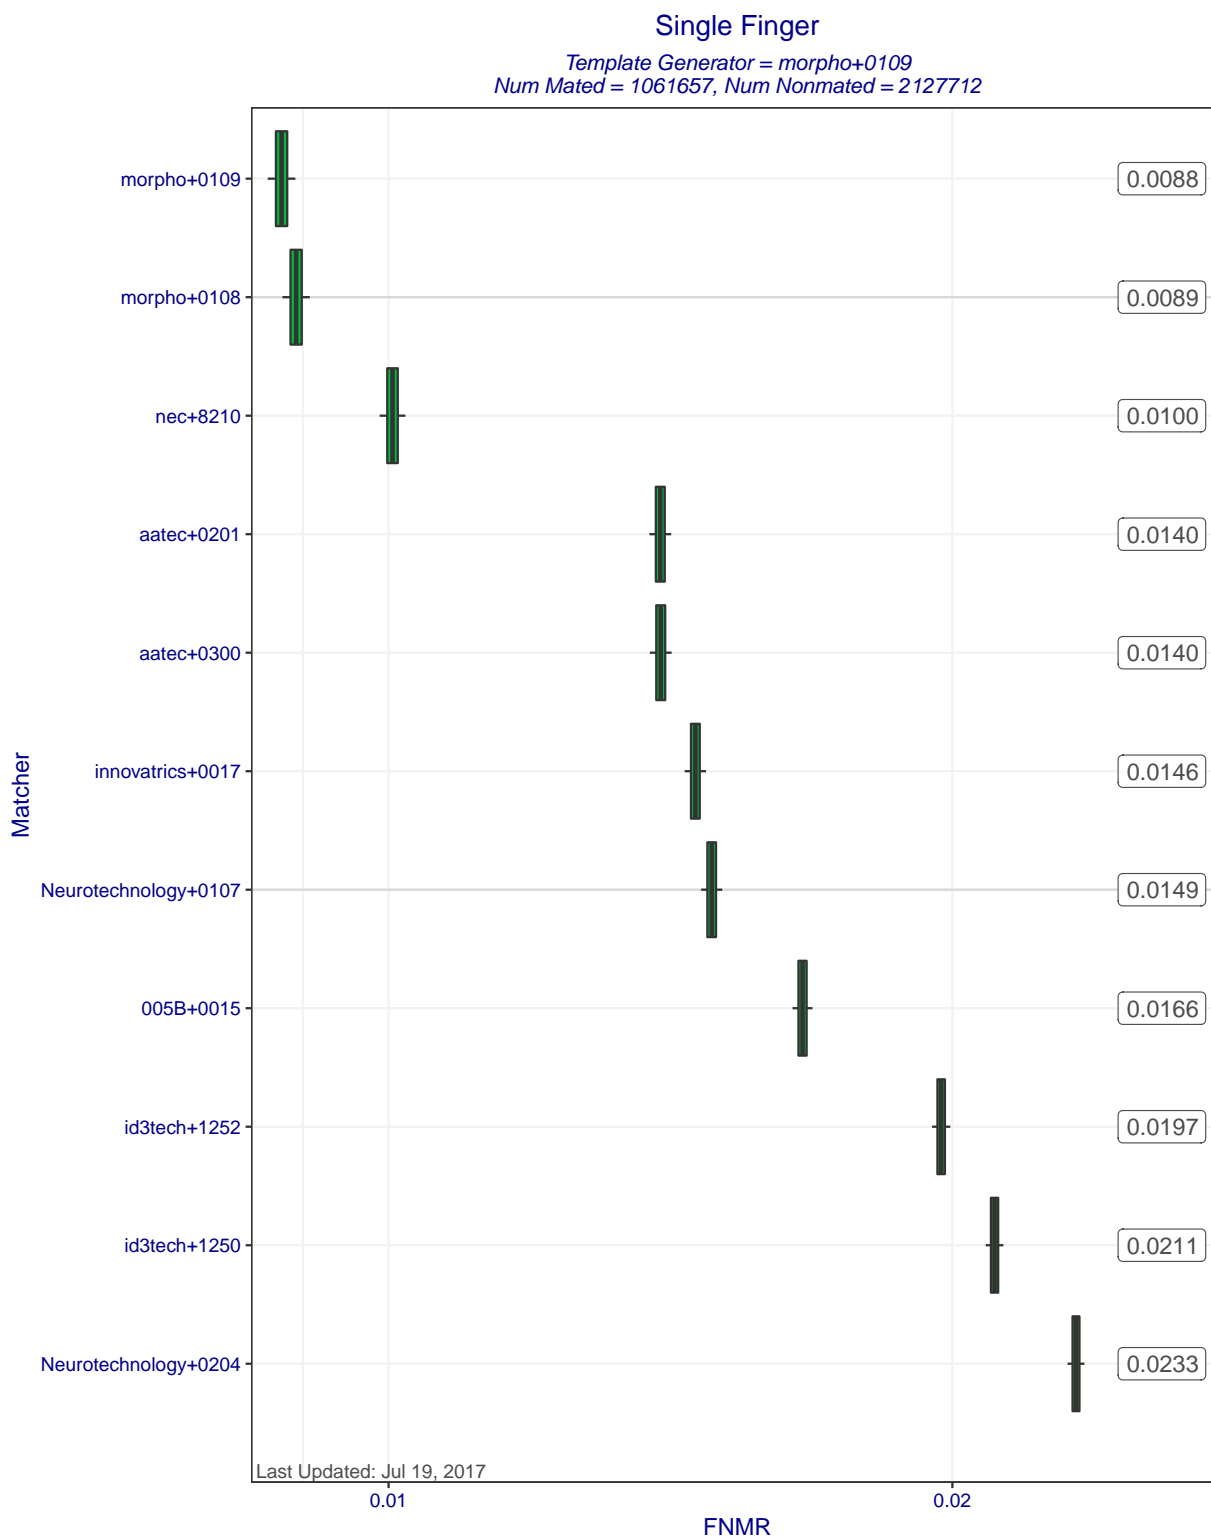 Single Finger
Template Generator = morpho+0109
Num Mated = 1061657, Num Nonmated = 2127712
morpho+0109
0.0088
morpho+0108
0.0089
nec+8210
0.0100
aatec+0201
0.0140
aatec+0300
0.0140
innovatrics+0017
0.0146
Neurotechnology+0107
0.0149
005B+0015
0.0166
id3tech+1252
0.0197
id3tech+1250
0.0211
Neurotechnology+0204
0.0233
Matcher
Last Updated: Jul 19, 2017
0.01
0.02
FNMR